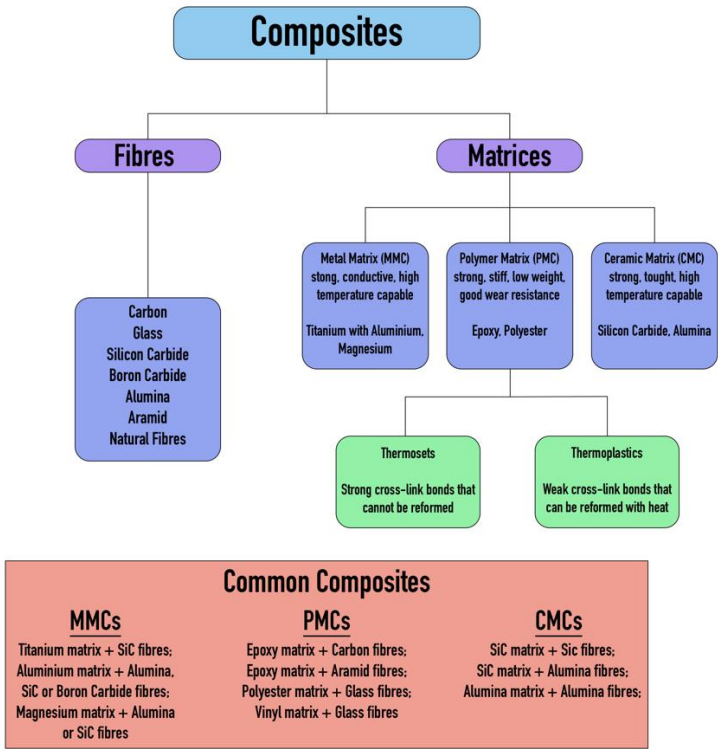 Composites
Fibres
Matrices
Carbon
Glass
Silicon Carbide
Boron Carbide
Alumina
Aramid
Natural Fibres
Metal Matrix (MMC)
stong, conductive, high
temperature capable
Titanium with Aluminium,
Magnesium
Polymer Matrix (PMC)
strong, stiff, low weight,
good wear resistance
Epoxy, Polyester
Ceramic Matrix (CMC)
strong, tought, high
temperature capable
Silicon Carbide, Alumina
Thermosets
Strong cross-link bonds that
cannot be reformed
Thermoplastics
Weak cross-link bonds that
can be reformed with heat
Common Composites
MMCs
Titanium matrix + SiC fibres;
Aluminium matrix + Alumina,
SiC or Boron Carbide fibres;
Magnesium matrix + Alumina
or SiC fibres
PMCs
Epoxy matrix + Carbon fibres;
Epoxy matrix + Aramid fibres;
Polyester matrix + Glass fibres;
Vinyl matrix + Glass fibres
CMCs
SiC matrix + Sic fibres;
SiC matrix + Alumina fibres;
Alumina matrix + Alumina fibres;